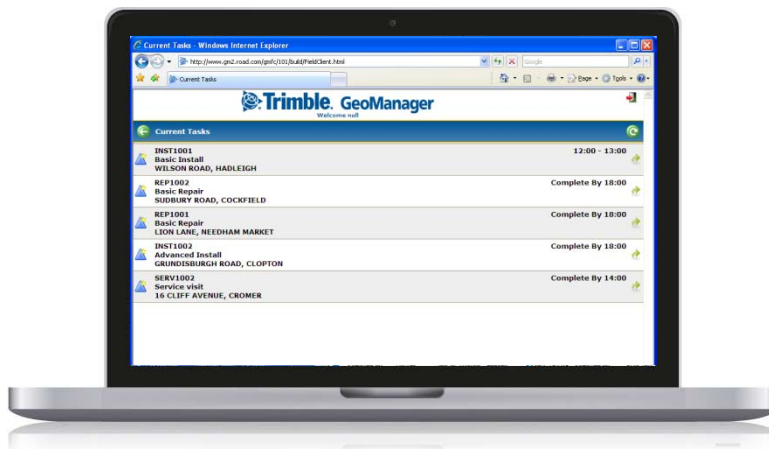 Current Tasks - Windows Internet Explorer
http://www.gm2.road.com/gmfc/101/build/FieldClient.html
Google
Current Tasks
Page
Tools
Trimble. GeoManager
Welcome null
Current Tasks
INST1001
12:00 - 13:00
Basic Install
WILSON ROAD, HADLEIGH
REP1002
Complete By 18:00
Basic Repair
SUDBURY ROAD, COCKFIELD
REP1001
Complete By 18:00
Basic Repair
LION LANE, NEEDHAM MARKET
INST1002
Complete By 18:00
Advanced Install
GRUNDISBURGH ROAD, CLOPTON
SERV1002
Complete By 14:00
Service visit
16 CLIFF AVENUE, CROMER